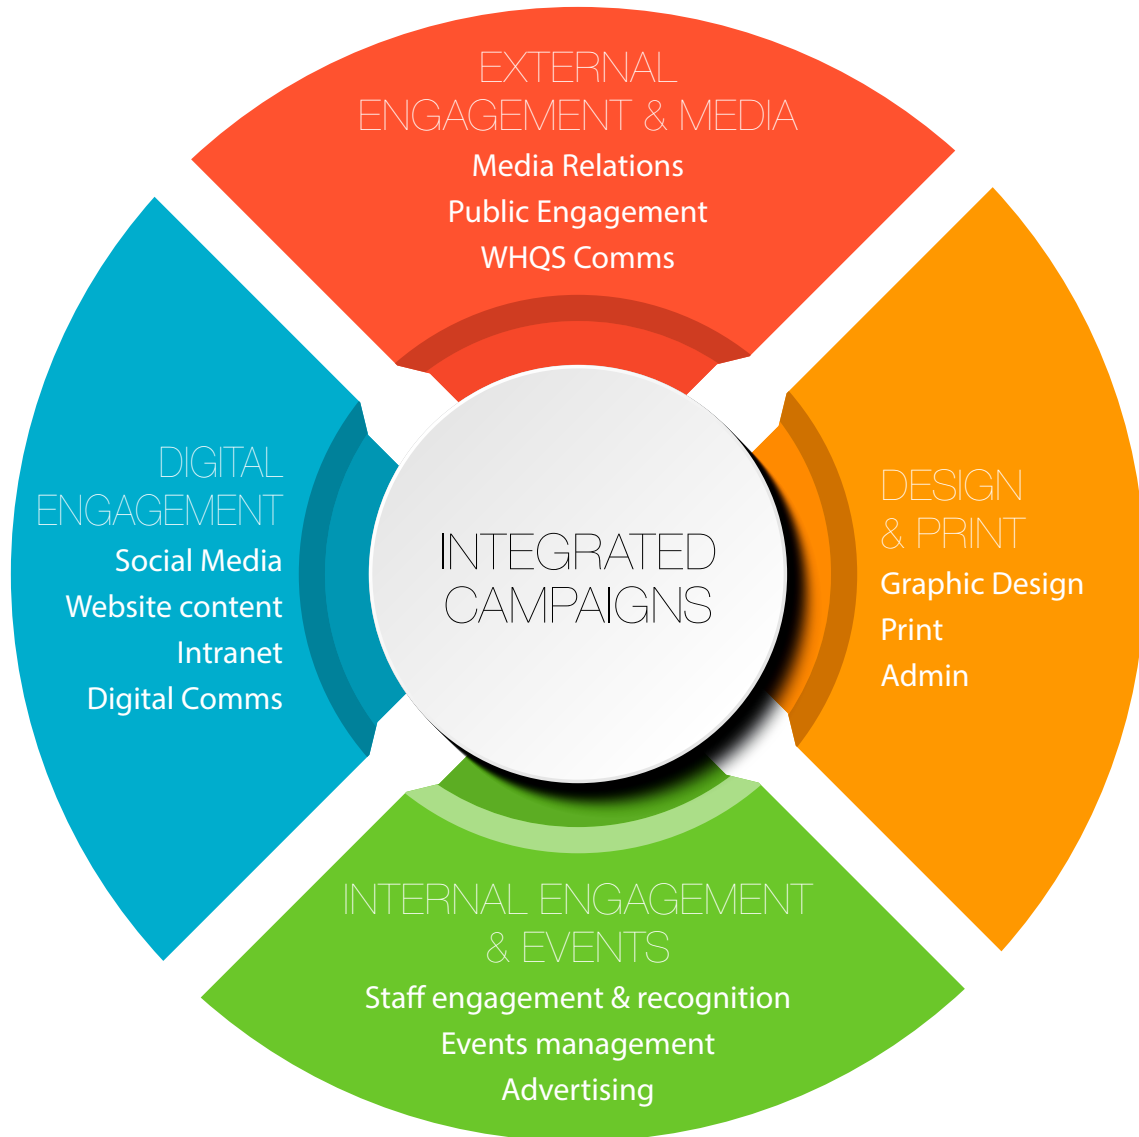 EXTERNAL
ENGAGEMENT & MEDIA
Media Relations
Public Engagement
WHQS Comms
DIGITAL
ENGAGEMENT
Social Media
Website content
Intranet
Digital Comms
INTEGRATED
CAMPAIGNS
DESIGN
& PRINT
Graphic Design
Print
Admin
INTERNAL ENGAGEMENT
& EVENTS
Staff engagement & recognition
Events management
Advertising